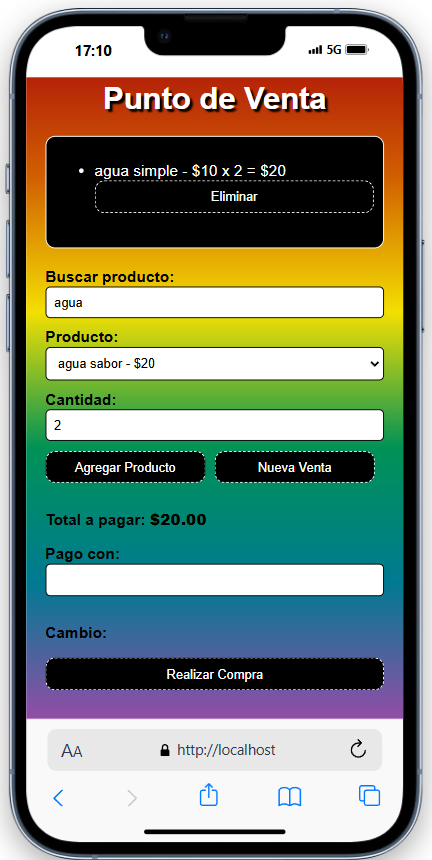 17:10 5G
Punto de Venta
• agua simple - $10 x 2 = $20
Eliminar
Buscar producto:
agua
Producto:
agua sabor - $20
Cantidad:
2
Agregar Producto Nueva Venta
Total a pagar: $20.00
Pago con:
Cambio:
Realizar Compra
AA http://localhost